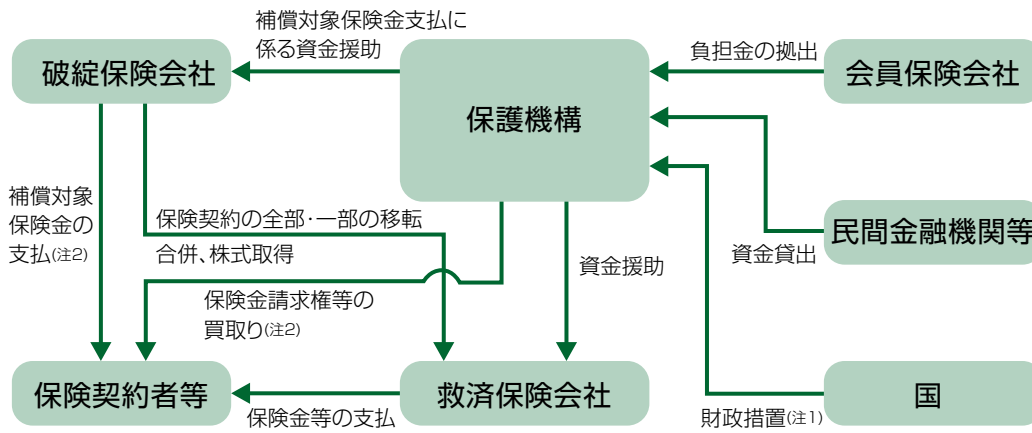 補償対象保険金支払に
係る資金援助
負担金の拠出
破綻保険会社
保護機構
会員保険会社
補償対象
保険金の
支払(注2)
保険契約の全部・一部の移転
合併、株式取得
資金援助
資金貸出
民間金融機関等
保険金請求権等の
買取り(注2)
保険契約者等
保険金等の支払
救済保険会社
財政措置(注1)
国